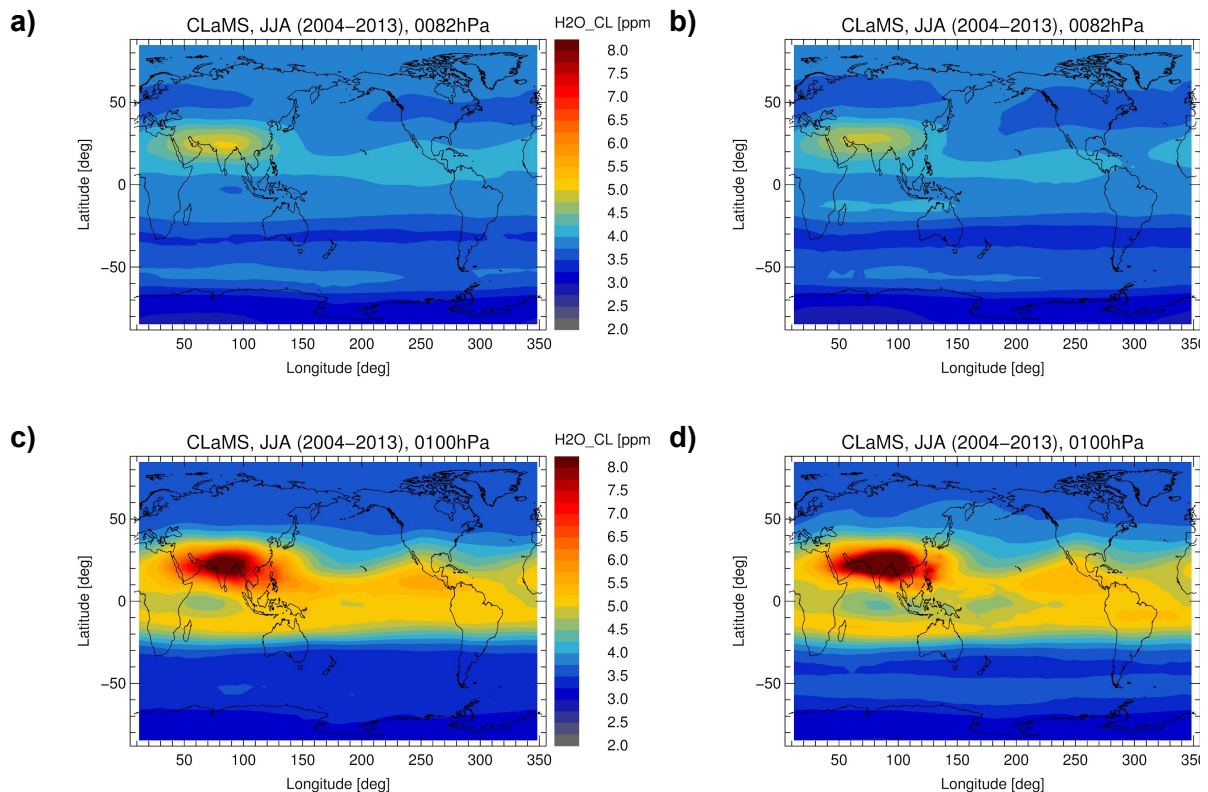 a)
CLaMS, JJA (2004−2013), 0082hPa
H2O_CL [ppm
8.0
7.5
7.0
6.5
6.0
5.5
5.0
4.5
4.0
3.5
3.0
2.5
2.0
Latitude [deg]
50
0
−50
50 100 150 200 250 300 350
Longitude [deg]
b)
CLaMS, JJA (2004−2013), 0082hPa
Latitude [deg]
50
0
−50
50 100 150 200 250 300 350
Longitude [deg]
c)
CLaMS, JJA (2004−2013), 0100hPa
H2O_CL [ppm
8.0
7.5
7.0
6.5
6.0
5.5
5.0
4.5
4.0
3.5
3.0
2.5
2.0
Latitude [deg]
50
0
−50
50 100 150 200 250 300 350
Longitude [deg]
d)
CLaMS, JJA (2004−2013), 0100hPa
Latitude [deg]
50
0
−50
50 100 150 200 250 300 350
Longitude [deg]